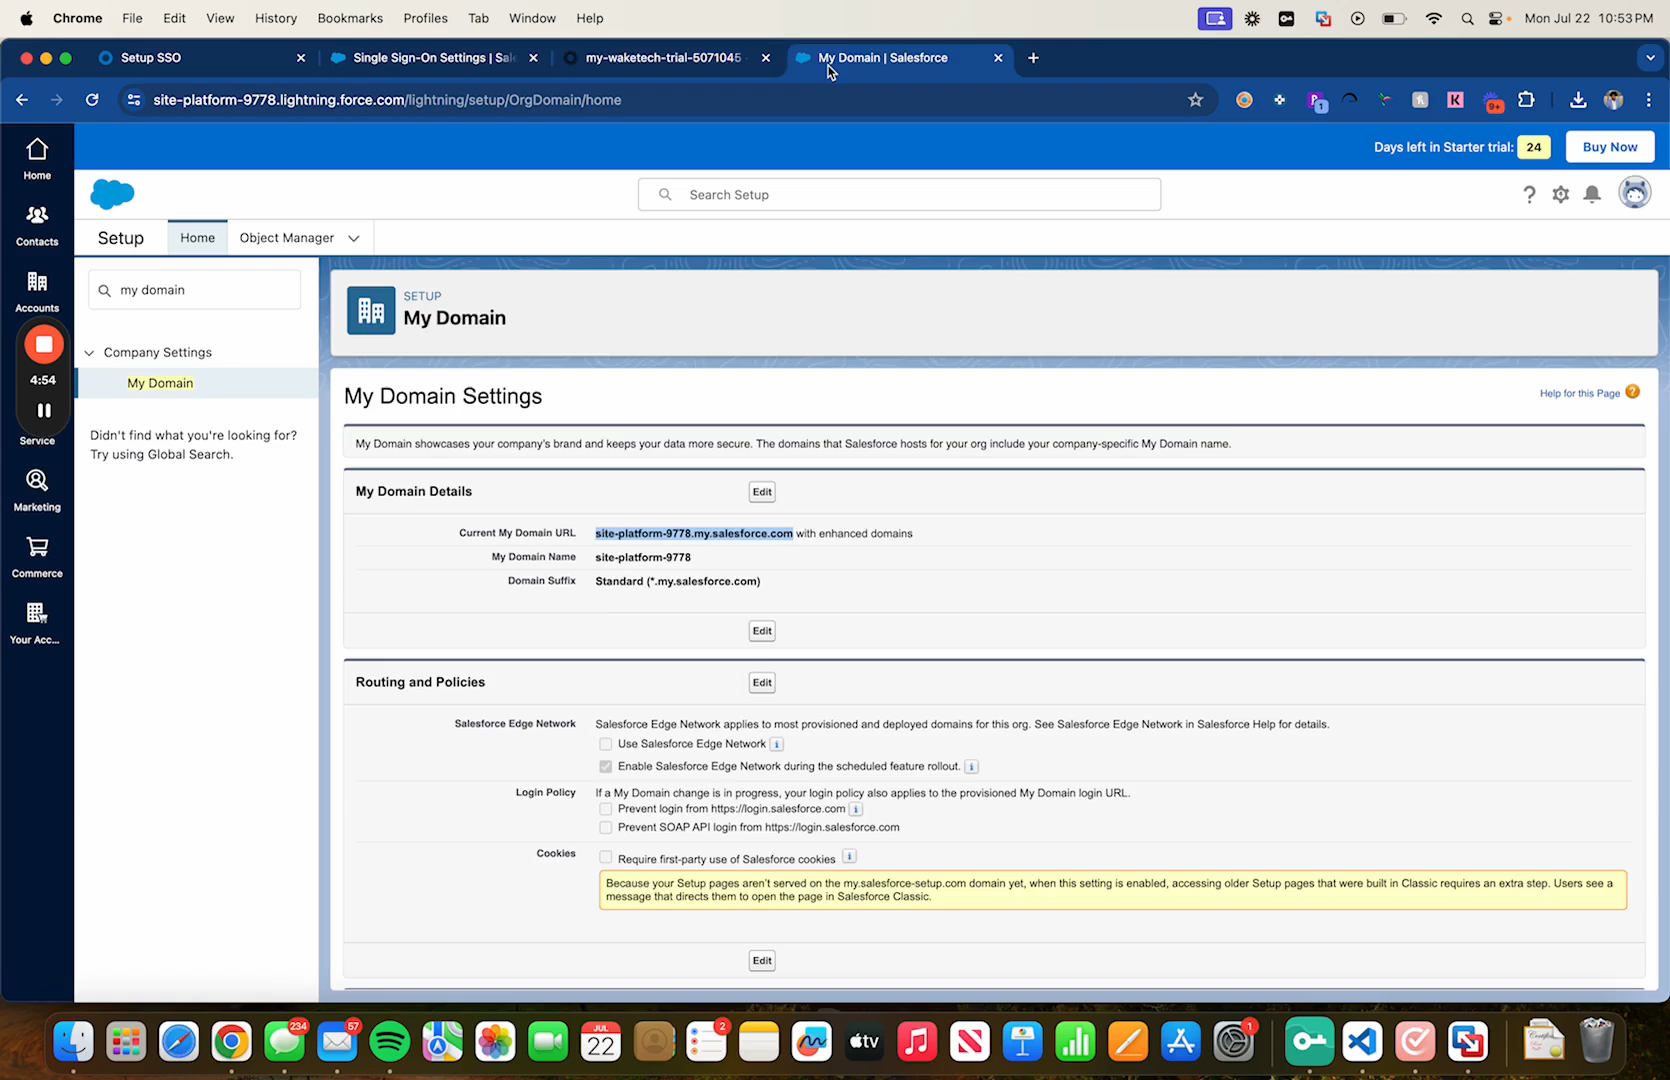 Chrome File Edit View History Bookmarks Profiles Tab Window Help Mon Jul 22 10:53 PM
Setup SSO Single Sign-On Settings | Sal my-waketech-trial-5071045 My Domain | Salesforce
site-platform-9778.lightning.force.com/lightning/setup/OrgDomain/home
P 1 K 9+
Days left in Starter trial: 24 Buy Now
Home
Contacts
Accounts
4:54
Service
Marketing
Commerce
Your Acc...
Search Setup
Setup Home Object Manager
my domain
Company Settings
My Domain
Didn't find what you're looking for?
Try using Global Search.
SETUP
My Domain
My Domain Settings
Help for this Page ?
My Domain showcases your company's brand and keeps your data more secure. The domains that Salesforce hosts for your org include your company-specific My Domain name.
My Domain Details Edit
Current My Domain URL site-platform-9778.my.salesforce.com with enhanced domains
My Domain Name site-platform-9778
Domain Suffix Standard (*.my.salesforce.com)
Edit
Routing and Policies Edit
Salesforce Edge Network Salesforce Edge Network applies to most provisioned and deployed domains for this org. See Salesforce Edge Network in Salesforce Help for details.
Use Salesforce Edge Network i
Enable Salesforce Edge Network during the scheduled feature rollout. i
Login Policy If a My Domain change is in progress, your login policy also applies to the provisioned My Domain login URL.
Prevent login from https://login.salesforce.com i
Prevent SOAP API login from https://login.salesforce.com
Cookies Require first-party use of Salesforce cookies i
Because your Setup pages aren't served on the my.salesforce-setup.com domain yet, when this setting is enabled, accessing older Setup pages that were built in Classic requires an extra step. Users see a
message that directs them to open the page in Salesforce Classic.
Edit
234 57 JUL 22 2 tv 1